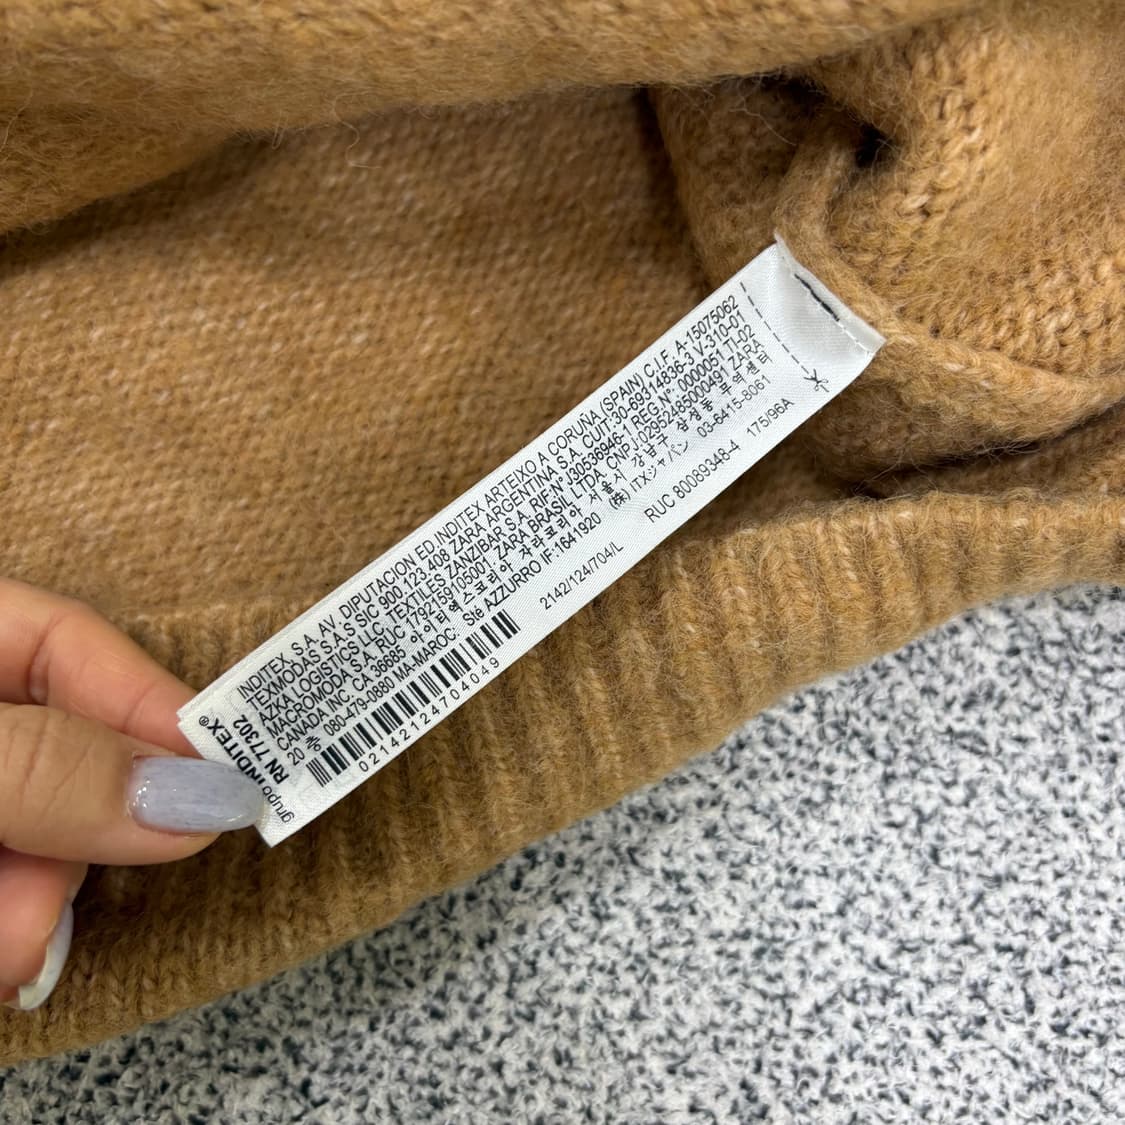 grupo INDITEX®
RN 77302
INDITEX, S.A. AV. DIPUTACION ED.INDITEX ARTEIXO A CORUÑA (SPAIN) C.I.F. A-15075062
TEXMODAS S.A.S SIC 900.123.408 ZARA ARGENTINA S.A. CUIT:30-69314836-3 V-310-01
AZKA LOGISTICS LLC TEXTILES ZANZIBAR S.A. RIF:Nº J30536946-1 REG Nº: 0000051 TI-02
MACROMODA S.A. RUC 1792159105001 ZARA BRASIL LTDA. CNPJ-02952485000491 ZARA
CANADA INC. CA 36685 아이티엑스코리아 자라코리아 서울시 강남구 삼성동 무역센터
20 층 080-479-0880 MA-MAROC: Sté AZZURRO IF:1641920 (株) ITXジャパン 03-6415-8061
02142124704049
2142/124/704/L
RUC 80089348-4 175/96A